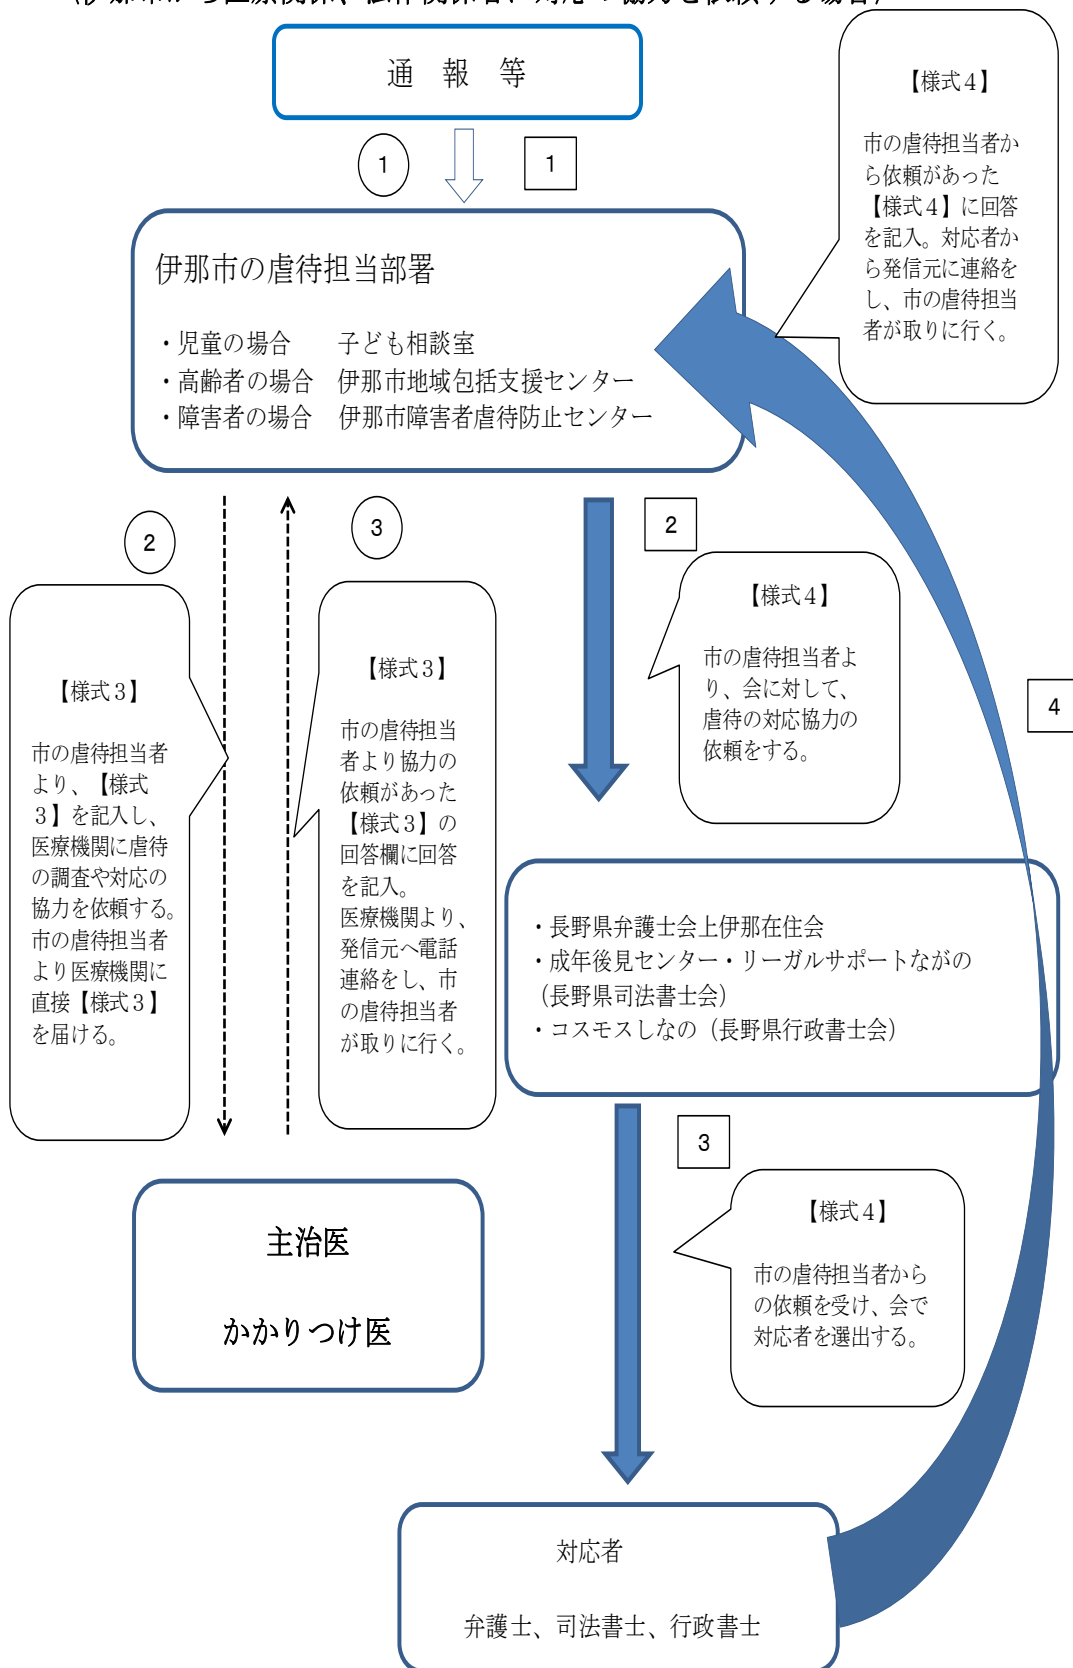 通　報　等
1
1
【様式４】
市の虐待担当者か
ら依頼があった
【様式４】に回答
を記入。対応者か
ら発信元に連絡を
し、市の虐待担当
者が取りに行く。
伊那市の虐待担当部署
・児童の場合　　子ども相談室
・高齢者の場合　伊那市地域包括支援センター
・障害者の場合　伊那市障害者虐待防止センター
2
3
2
【様式３】
市の虐待担当者
より、【様式
３】を記入し、
医療機関に虐待
の調査や対応の
協力を依頼する。
市の虐待担当者
より医療機関に
直接【様式３】
を届ける。
【様式３】
市の虐待担当
者より協力の
依頼があった
【様式３】の
回答欄に回答
を記入。
医療機関より、
発信元へ電話
連絡をし、市
の虐待担当者
が取りに行く。
【様式４】
市の虐待担当者よ
り、会に対して、
虐待の対応協力の
依頼をする。
4
・長野県弁護士会上伊那在住会
・成年後見センター・リーガルサポートながの
（長野県司法書士会）
・コスモスしなの（長野県行政書士会）
3
【様式４】
市の虐待担当者から
の依頼を受け、会で
対応者を選出する。
主治医
かかりつけ医
対応者
弁護士、司法書士、行政書士